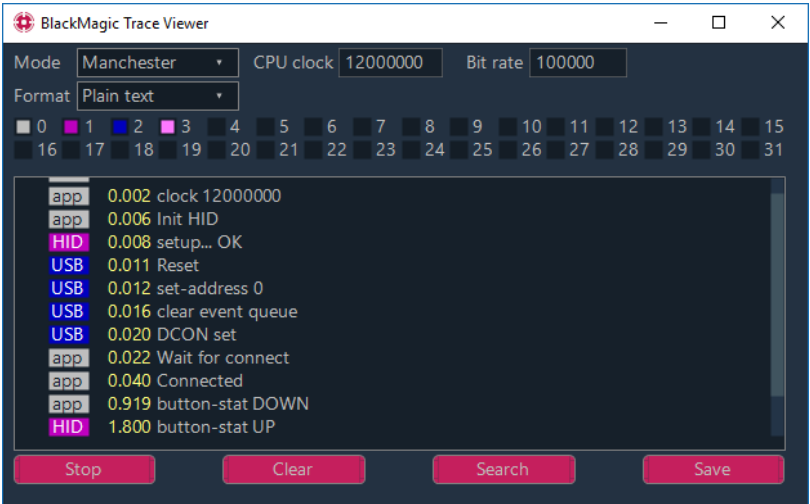 BlackMagic Trace Viewer
Mode Manchester CPU clock 12000000 Bit rate 100000
Format Plain text
0 1 2 3 4 5 6 7 8 9 10 11 12 13 14 15
16 17 18 19 20 21 22 23 24 25 26 27 28 29 30 31
app 0.002 clock 12000000
app 0.006 Init HID
HID 0.008 setup... OK
USB 0.011 Reset
USB 0.012 set-address 0
USB 0.016 clear event queue
USB 0.020 DCON set
app 0.022 Wait for connect
app 0.040 Connected
app 0.919 button-stat DOWN
HID 1.800 button-stat UP
Stop Clear Search Save